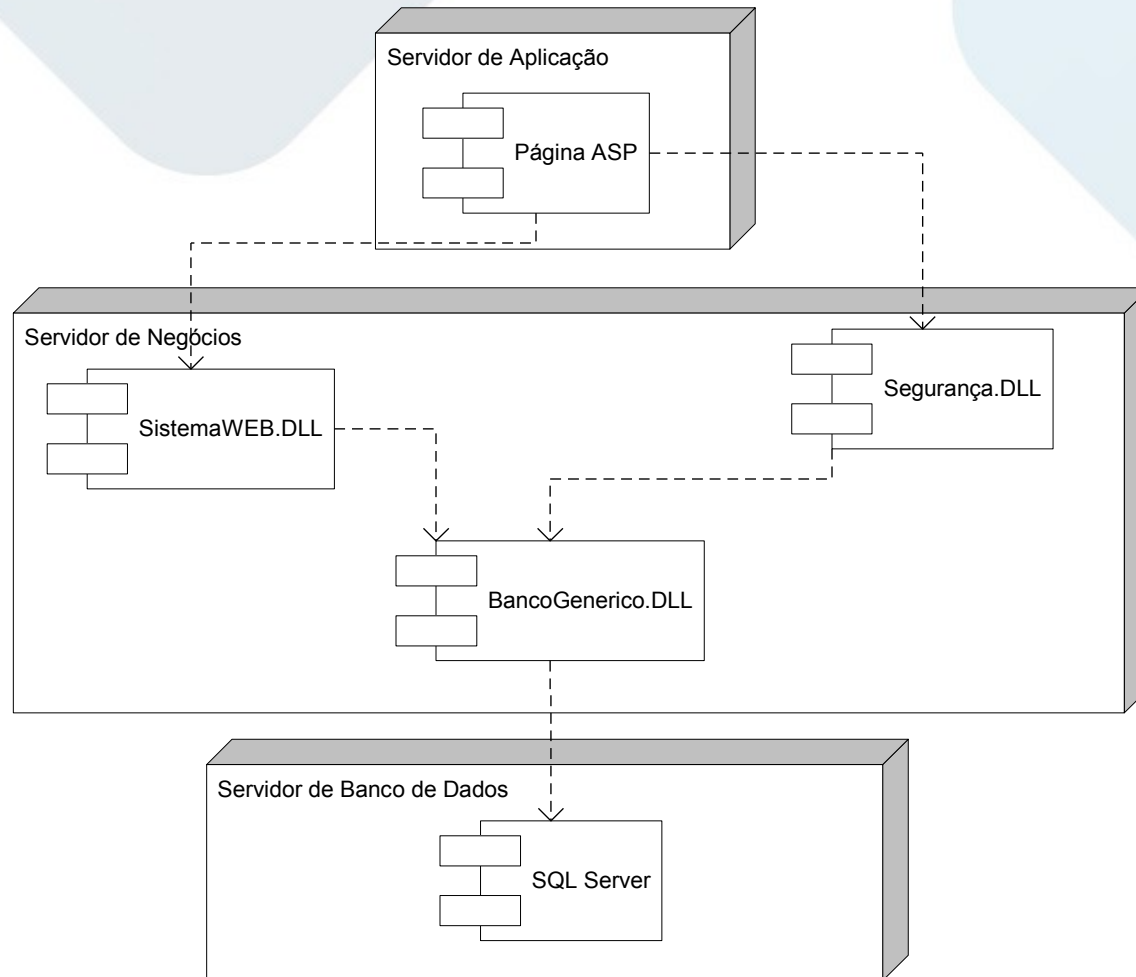 Servidor de Aplicação
Página ASP
Servidor de Negócios
Segurança.DLL
SistemaWEB.DLL
BancoGenerico.DLL
Servidor de Banco de Dados
SQL Server